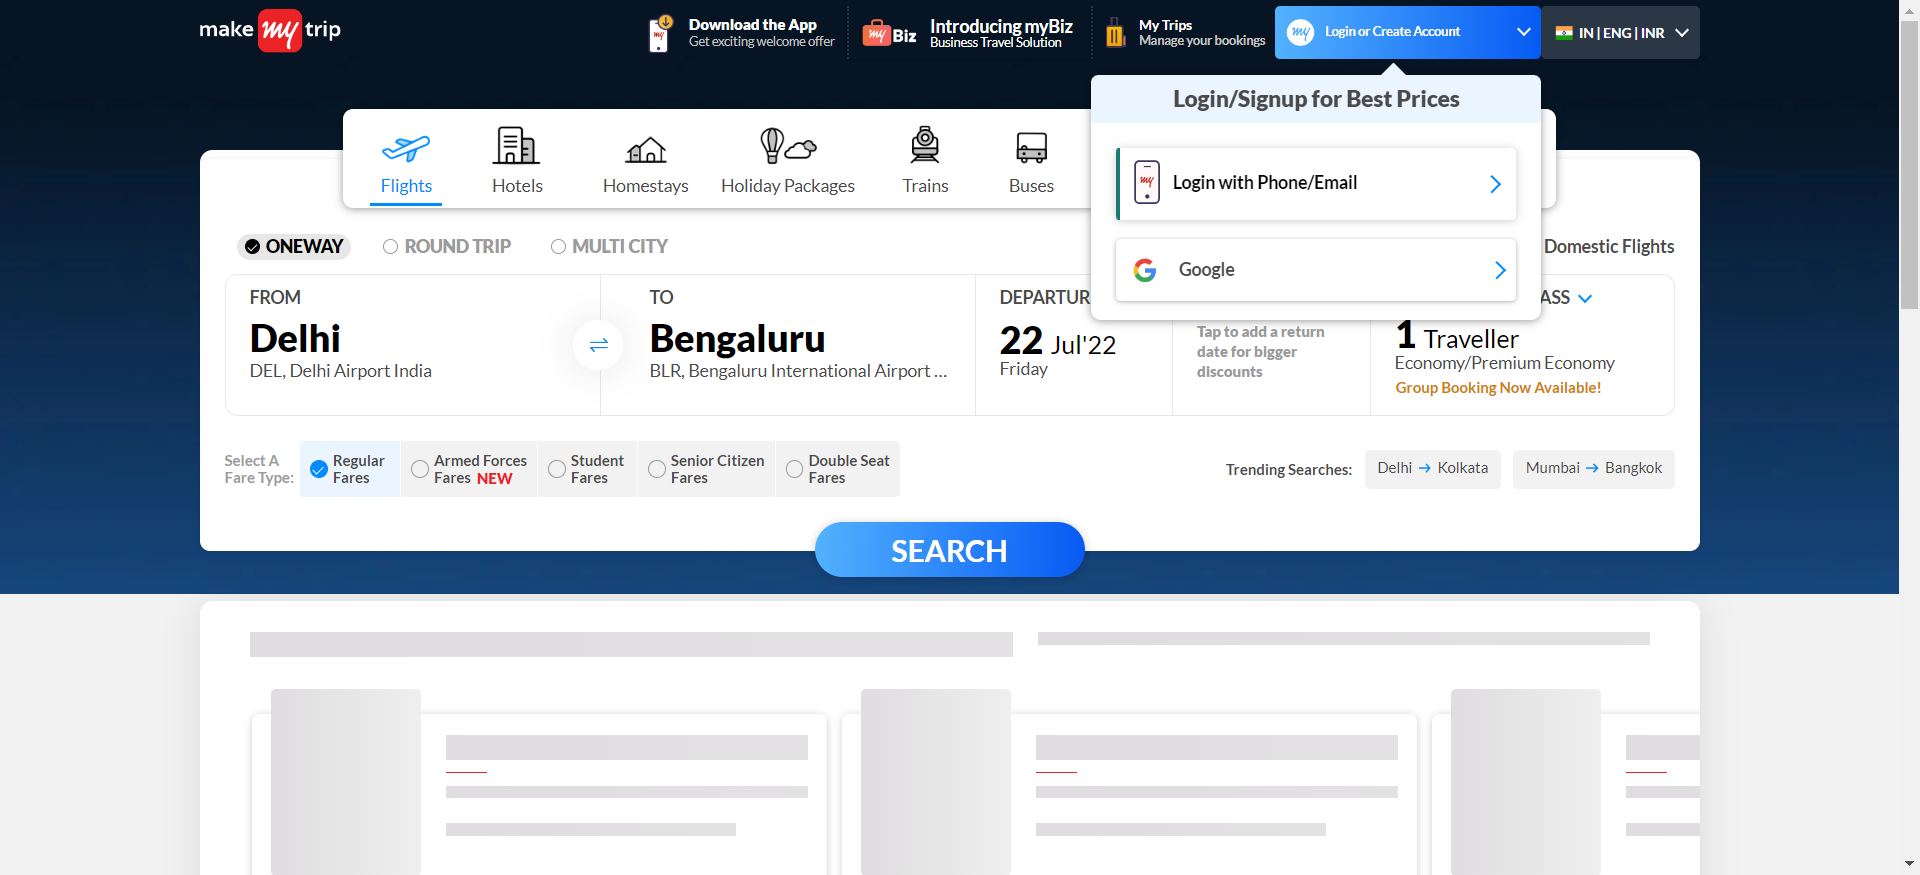 make my trip
Download the App
Get exciting welcome offer
my Biz
Introducing myBiz
Business Travel Solution
My Trips
Manage your bookings
my
Login or Create Account
IN | ENG | INR
Login/Signup for Best Prices
my
Login with Phone/Email
Google
Flights
Hotels
Homestays
Holiday Packages
Trains
Buses
ONEWAY
ROUND TRIP
MULTI CITY
Domestic Flights
FROM
Delhi
DEL, Delhi Airport India
TO
Bengaluru
BLR, Bengaluru International Airport ...
DEPARTUR
22 Jul'22
Friday
Tap to add a return
date for bigger
discounts
ASS
1 Traveller
Economy/Premium Economy
Group Booking Now Available!
Select A
Fare Type:
Regular
Fares
Armed Forces
Fares NEW
Student
Fares
Senior Citizen
Fares
Double Seat
Fares
Trending Searches:
Delhi → Kolkata
Mumbai → Bangkok
SEARCH